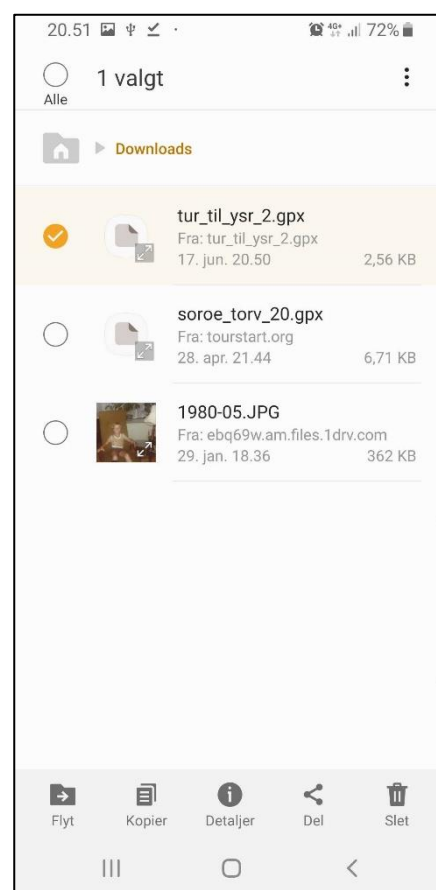 20.51 4G+ 72%
Alle 1 valgt
Downloads
tur_til_ysr_2.gpx
Fra: tur_til_ysr_2.gpx
17. jun. 20.50 2,56 KB
soroe_torv_20.gpx
Fra: tourstart.org
28. apr. 21.44 6,71 KB
1980-05.JPG
Fra: ebq69w.am.files.1drv.com
29. jan. 18.36 362 KB
Flyt Kopier Detaljer Del Slet